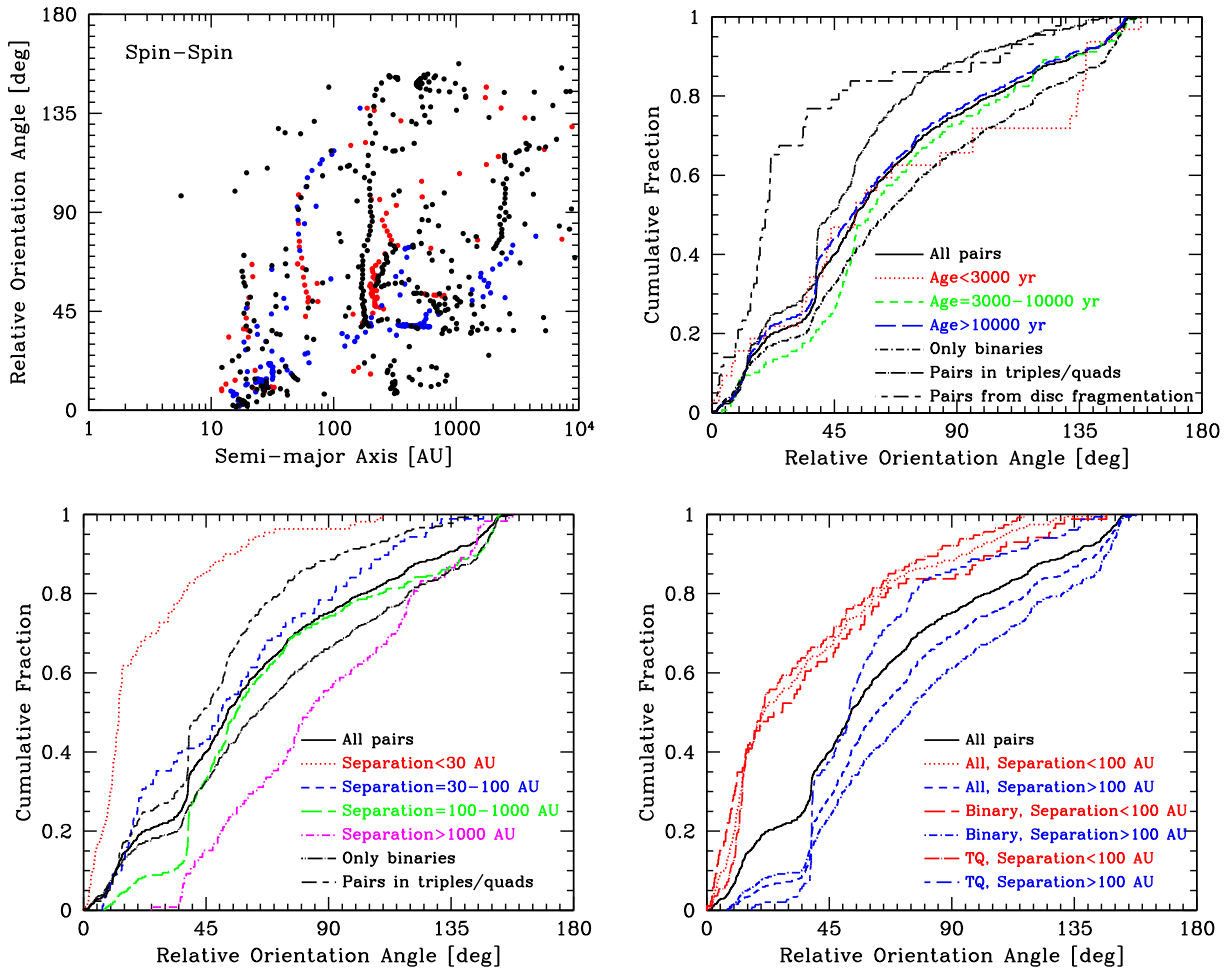 Spin−Spin
Relative Orientation Angle [deg]
180
135
90
45
0
1
10
100
1000
10⁴
Semi−major Axis [AU]
Cumulative Fraction
1
0.8
0.6
0.4
0.2
0
All pairs
Age<3000 yr
Age=3000−10000 yr
Age>10000 yr
Only binaries
Pairs in triples/quads
Pairs from disc fragmentation
0
45
90
135
180
Relative Orientation Angle [deg]
Cumulative Fraction
1
0.8
0.6
0.4
0.2
0
All pairs
Separation<30 AU
Separation=30−100 AU
Separation=100−1000 AU
Separation>1000 AU
Only binaries
Pairs in triples/quads
0
45
90
135
180
Relative Orientation Angle [deg]
Cumulative Fraction
1
0.8
0.6
0.4
0.2
0
All pairs
All, Separation<100 AU
All, Separation>100 AU
Binary, Separation<100 AU
Binary, Separation>100 AU
TQ, Separation<100 AU
TQ, Separation>100 AU
0
45
90
135
180
Relative Orientation Angle [deg]